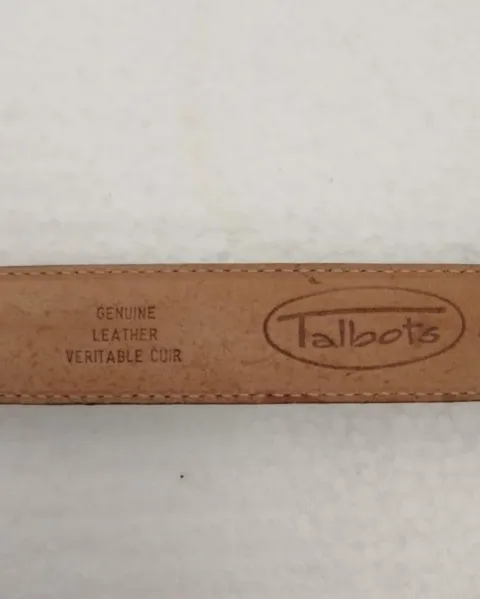 GENUINE
LEATHER
VERITABLE CUIR
Talbots